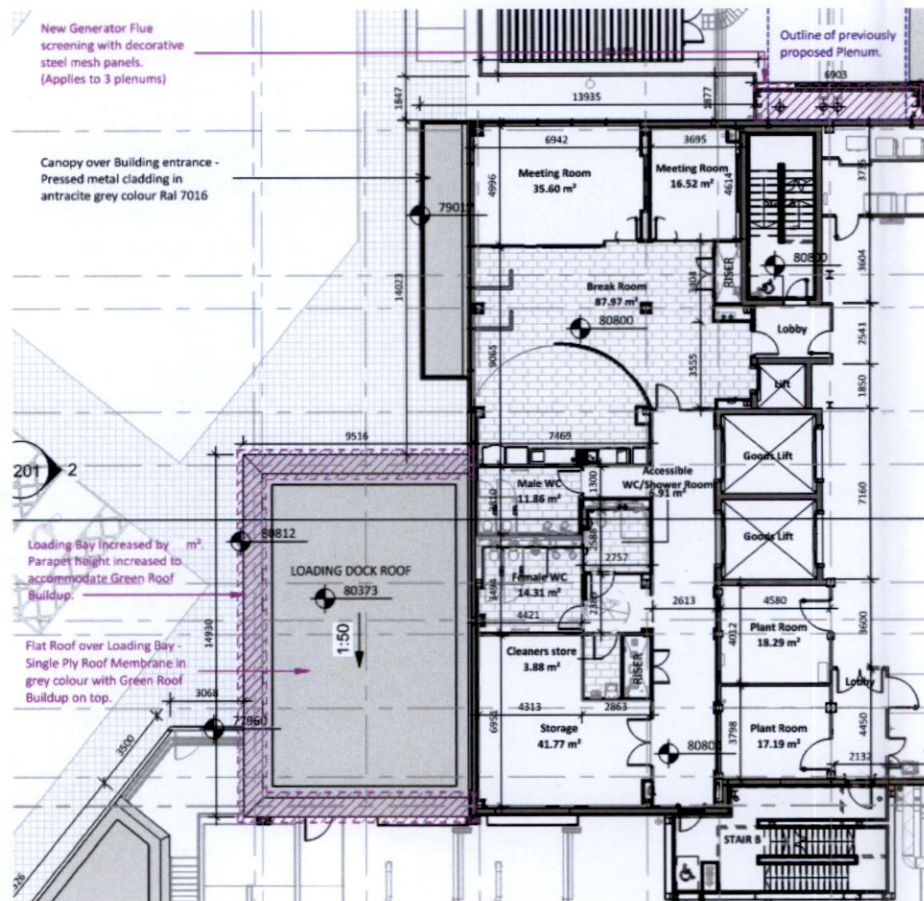 New Generator Flue
screening with decorative
steel mesh panels.
(Applies to 3 plenums)
Outline of previously
proposed Plenum.
6903
13935
1847
1877
Canopy over Building entrance -
Pressed metal cladding in
antracite grey colour Ral 7016
6942
3695
Meeting Room
35.60 m²
Meeting Room
16.52 m²
4996
4614
3735
14023
80800
RISER
3604
Break Room
87.97 m²
80800
Lobby
2541
9065
3555
Lift
1850
9516
7469
Goods Lift
201
2
Male WC
11.86 m²
1300
Accessible
WC/Shower Room
6.91 m²
7160
Loading Bay Increased by m².
Parapet height increased to
accommodate Green Roof
Buildup.
80812
LOADING DOCK ROOF
80373
1:50
14930
2757
Goods Lift
Female WC
14.31 m²
4421
2613
4580
Plant Room
18.29 m²
4012
3600
Flat Roof over Loading Bay -
Single Ply Roof Membrane in
grey colour with Green Roof
Buildup on top.
Cleaners store
3.88 m²
RISER
Lobby
3068
77960
4313
2863
6951
Storage
41.77 m²
3798
Plant Room
17.19 m²
4450
2132
3500
STAIR B